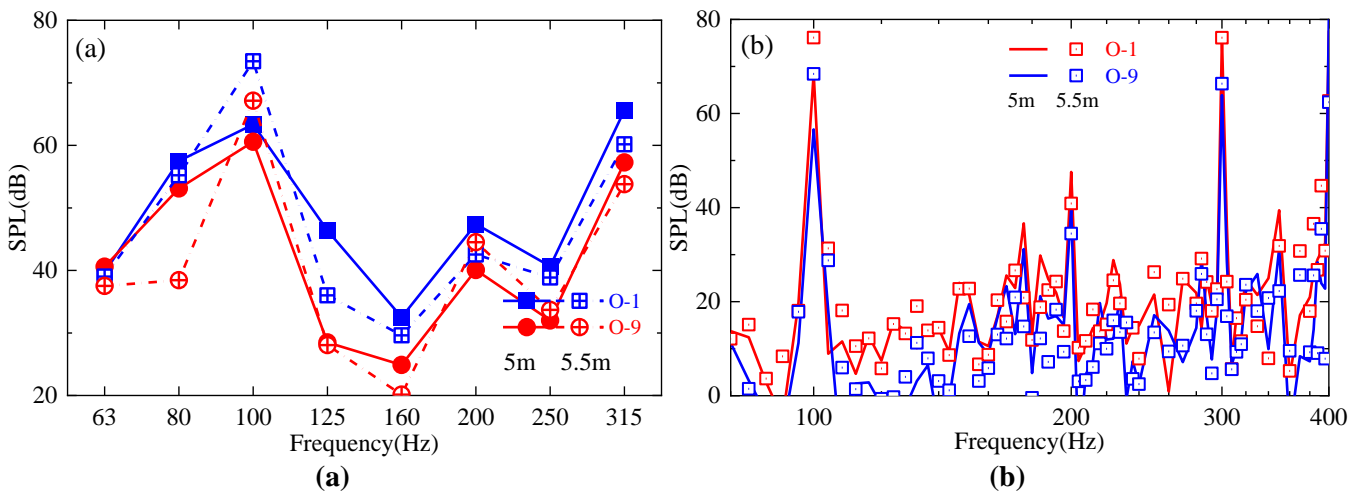 (a)
SPL(dB)
80
60
40
20
O-1
O-9
5m 5.5m
63 80 100 125 160 200 250 315
Frequency(Hz)
(a)
(b)
SPL(dB)
80
60
40
20
0
O-1
O-9
5m 5.5m
100 200 300 400
Frequency(Hz)
(b)